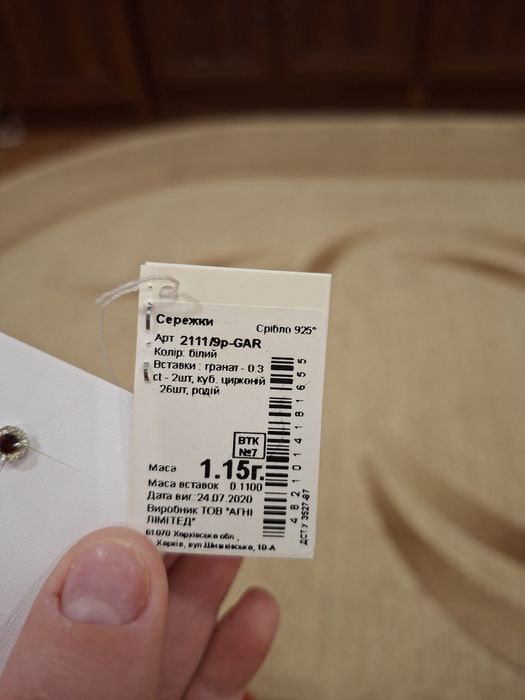 Сережки
Срібло 925°
Арт 2111/9р-GAR
Колір: білий
Вставки : гранат - 0.3
ct - 2шт, куб. цирконій
26шт, родій
ВТК
№7
Маса 1.15г.
Маса вставок 0.1100
Дата виг. 24.07.2020
Виробник ТОВ "АГНІ
ЛІМІТЕД"
61070 Харківська обл.,
Харків, вул.Шишківська, 10-А
4821014181655
ДСТУ 3527-97